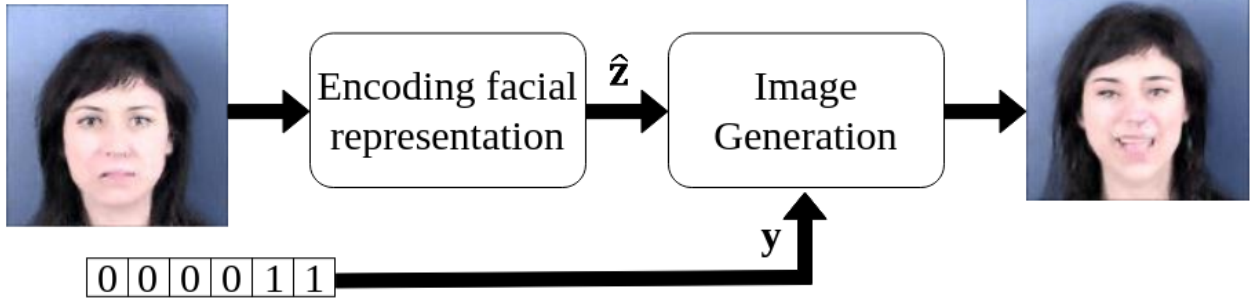 Encoding facial
representation
ẑ
Image
Generation
y
0 0 0 0 1 1